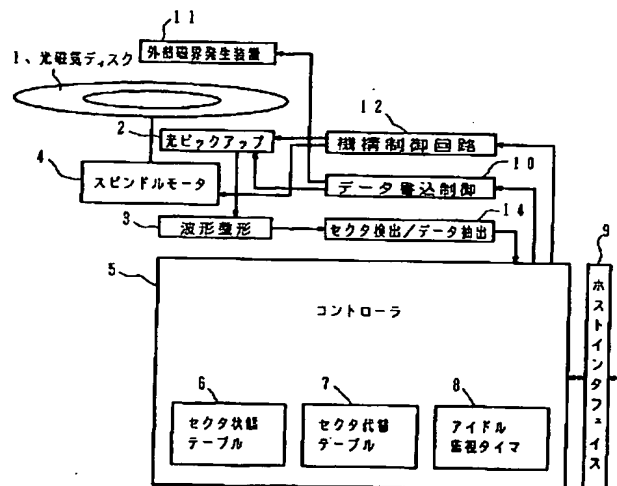 11
外部磁界発生装置
1、光磁気ディスク
12
2
光ピックアップ
機構制御回路
4
10
スピンドルモータ
データ書込制御
3
14
波形整形
セクタ検出/データ抽出
9
5
コントローラ
ホストインタフェイス
6
7
8
セクタ状態
テーブル
セクタ代替
テーブル
アイドル
監視タイマ